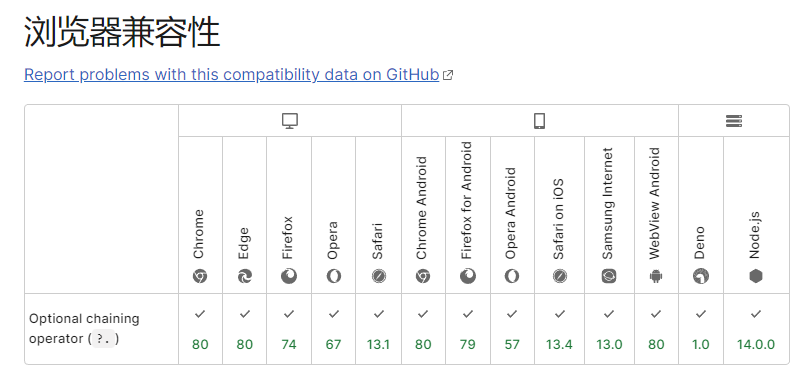 浏览器兼容性
Report problems with this compatibility data on GitHub
Chrome
Edge
Firefox
Opera
Safari
Chrome Android
Firefox for Android
Opera Android
Safari on iOS
Samsung Internet
WebView Android
Deno
Node.js
Optional chaining
operator (?.)
80
80
74
67
13.1
80
79
57
13.4
13.0
80
1.0
14.0.0